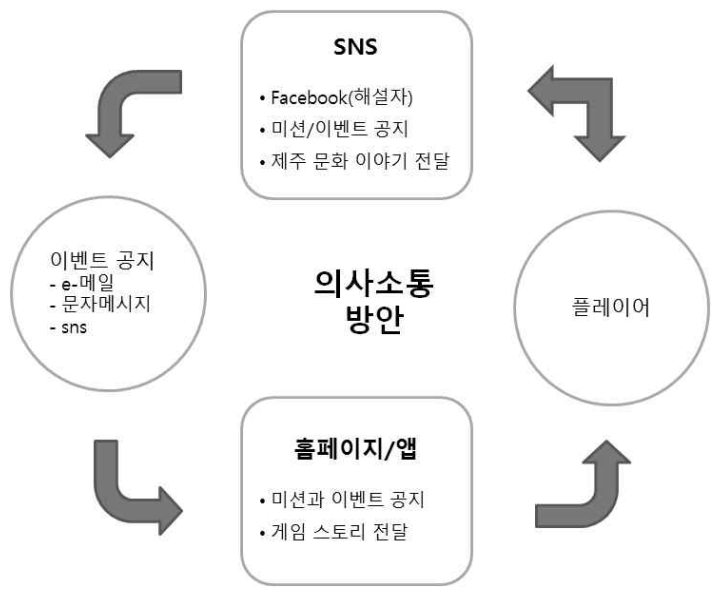 SNS
• Facebook(해설자)
• 미션/이벤트 공지
• 제주 문화 이야기 전달
이벤트 공지
- e-메일
- 문자메시지
- sns
의사소통
방안
플레이어
홈페이지/앱
• 미션과 이벤트 공지
• 게임 스토리 전달